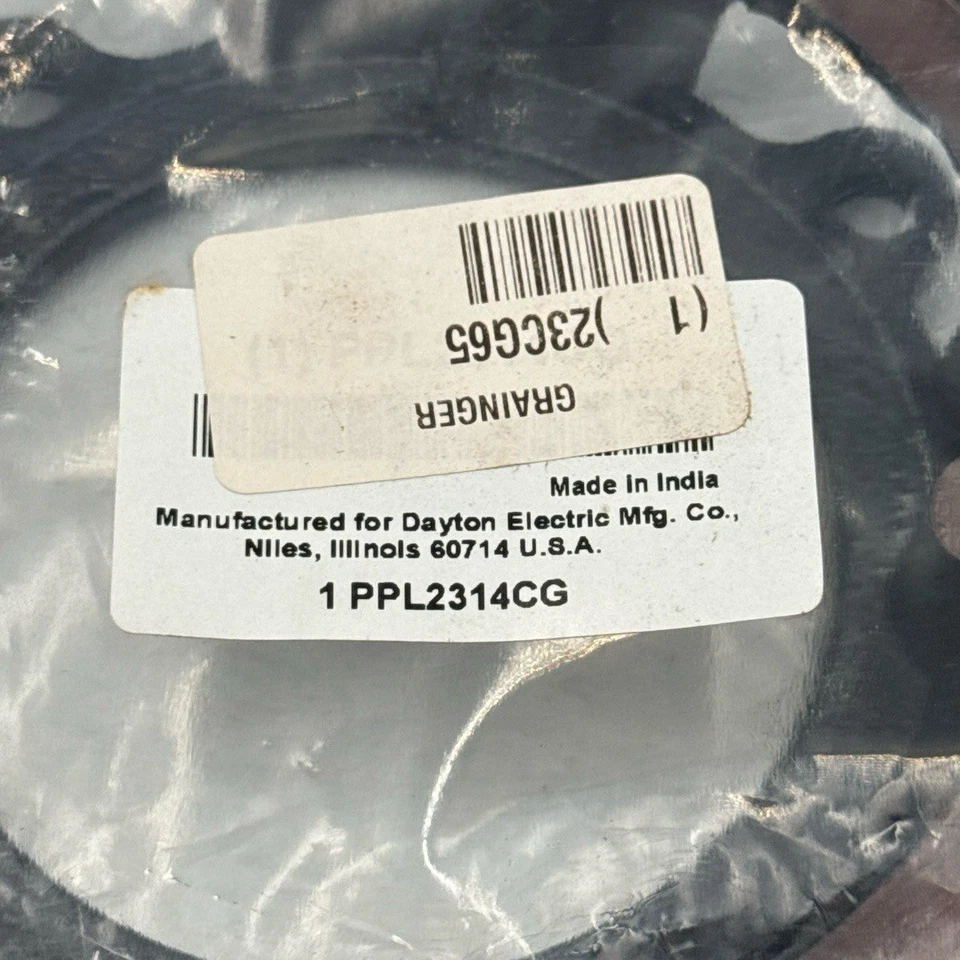 GRAINGER
(1 )23CG65
Made in India
Manufactured for Dayton Electric Mfg. Co.,
Niles, Illinois 60714 U.S.A.
1 PPL2314CG